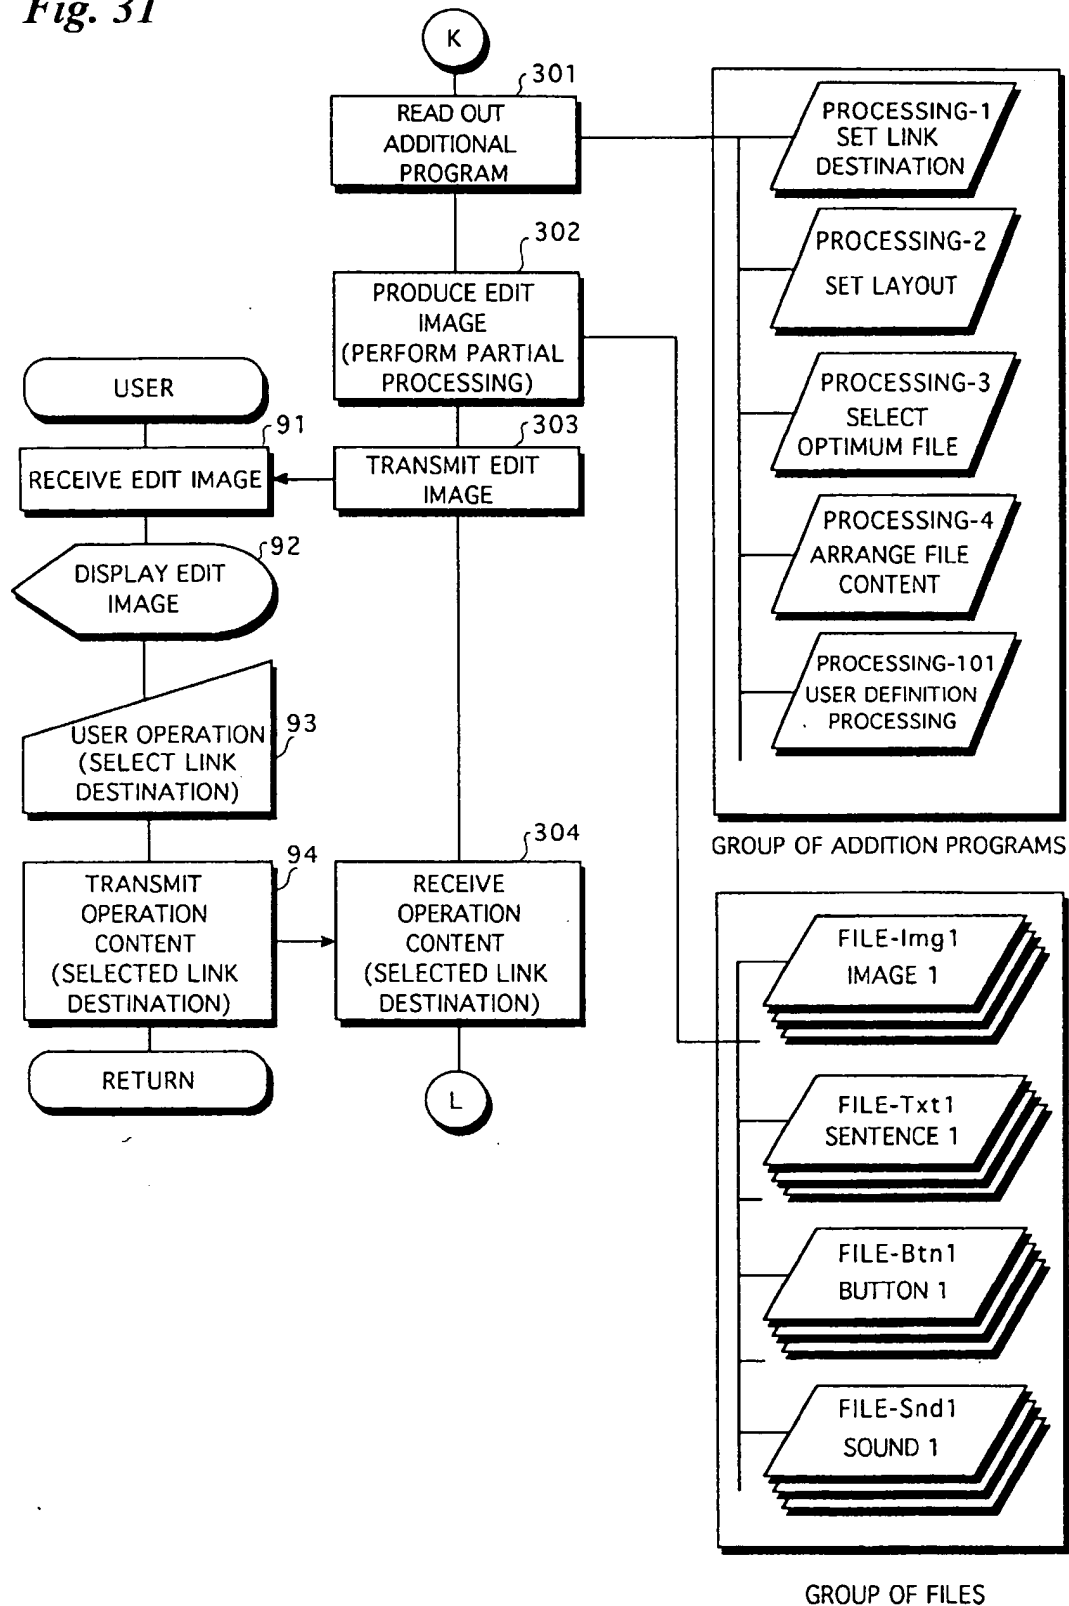 Fig. 31
K
301
READ OUT
ADDITIONAL
PROGRAM
302
PRODUCE EDIT
IMAGE
(PERFORM PARTIAL
PROCESSING)
303
TRANSMIT EDIT
IMAGE
304
RECEIVE
OPERATION
CONTENT
(SELECTED LINK
DESTINATION)
L
USER
91
RECEIVE EDIT IMAGE
92
DISPLAY EDIT
IMAGE
93
USER OPERATION
(SELECT LINK
DESTINATION)
94
TRANSMIT
OPERATION
CONTENT
(SELECTED LINK
DESTINATION)
RETURN
PROCESSING-1
SET LINK
DESTINATION
PROCESSING-2
SET LAYOUT
PROCESSING-3
SELECT
OPTIMUM FILE
PROCESSING-4
ARRANGE FILE
CONTENT
PROCESSING-101
USER DEFINITION
PROCESSING
GROUP OF ADDITION PROGRAMS
FILE-Img1
IMAGE 1
FILE-Txt1
SENTENCE 1
FILE-Btn1
BUTTON 1
FILE-Snd1
SOUND 1
GROUP OF FILES